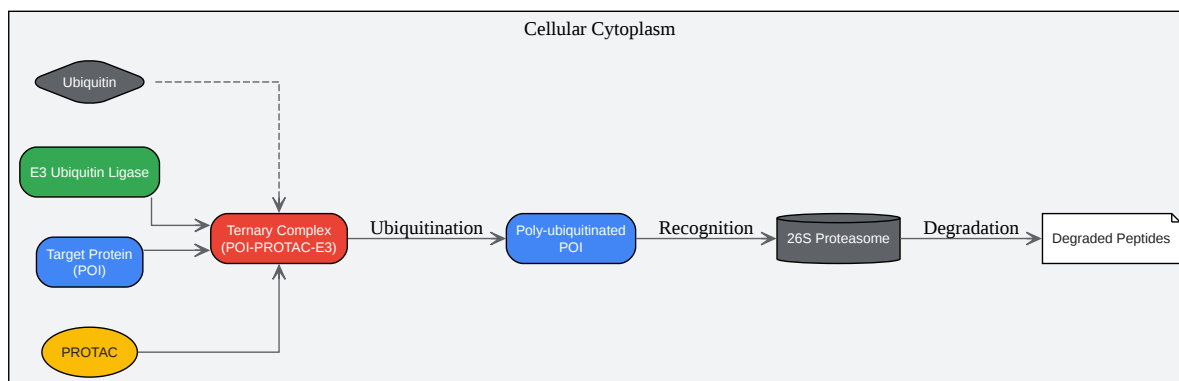 Cellular Cytoplasm
Ubiquitin
E3 Ubiquitin Ligase
Target Protein
(POI)
PROTAC
Ternary Complex
(POI-PROTAC-E3)
Ubiquitination
Poly-ubiquitinated
POI
Recognition
26S Proteasome
Degradation
Degraded Peptides